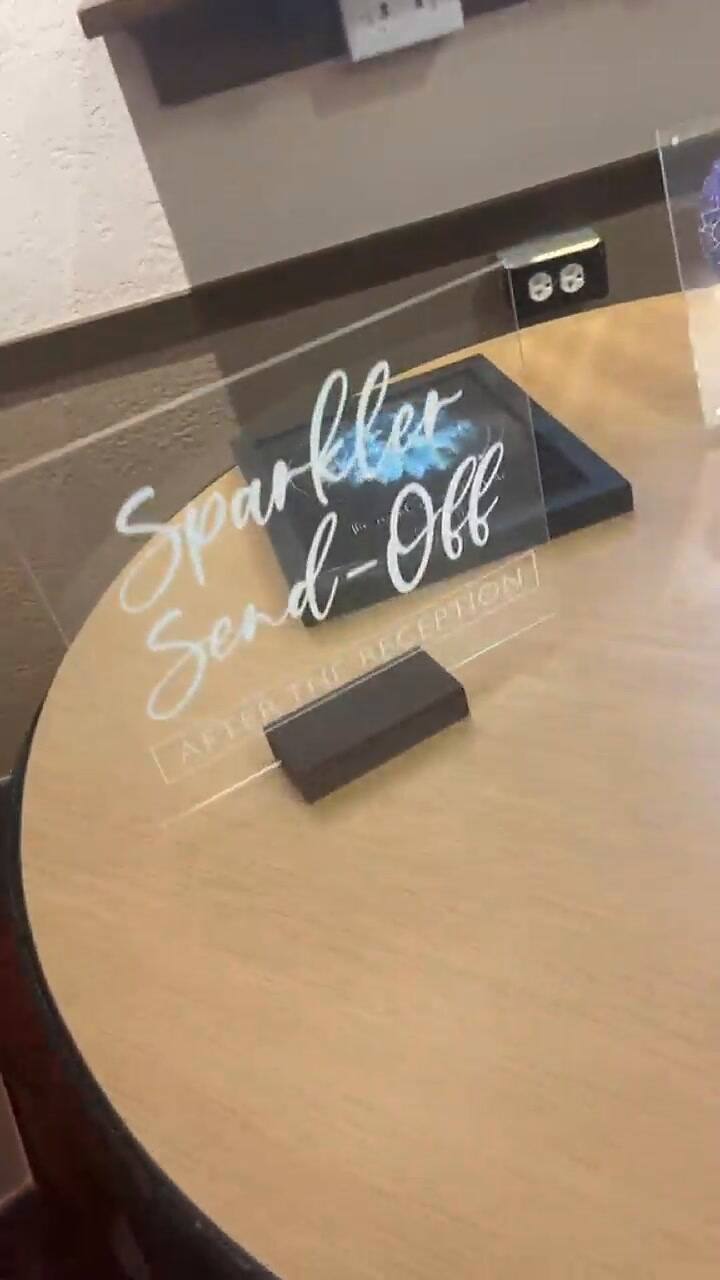 Sparkler
Send-Off
AFTER THE RECEPTION